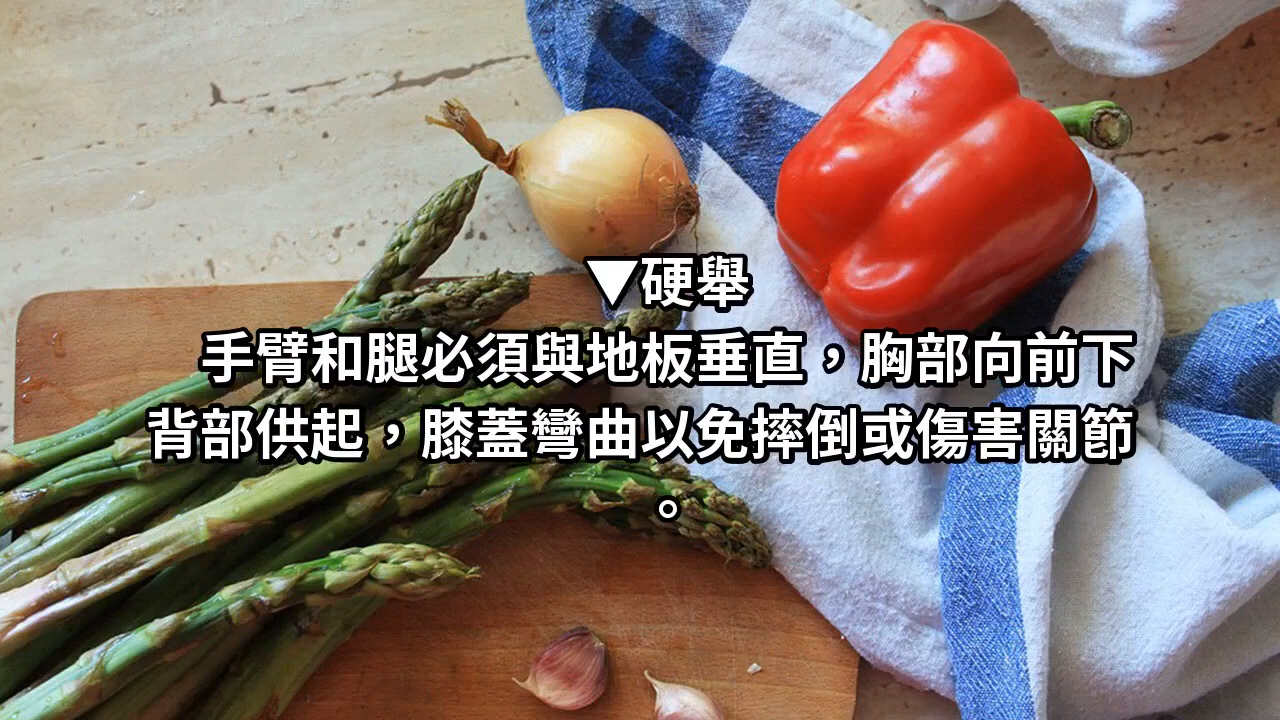 ▼硬舉
手臂和腿必須與地板垂直，胸部向前下
背部供起，膝蓋彎曲以免摔倒或傷害關節
。